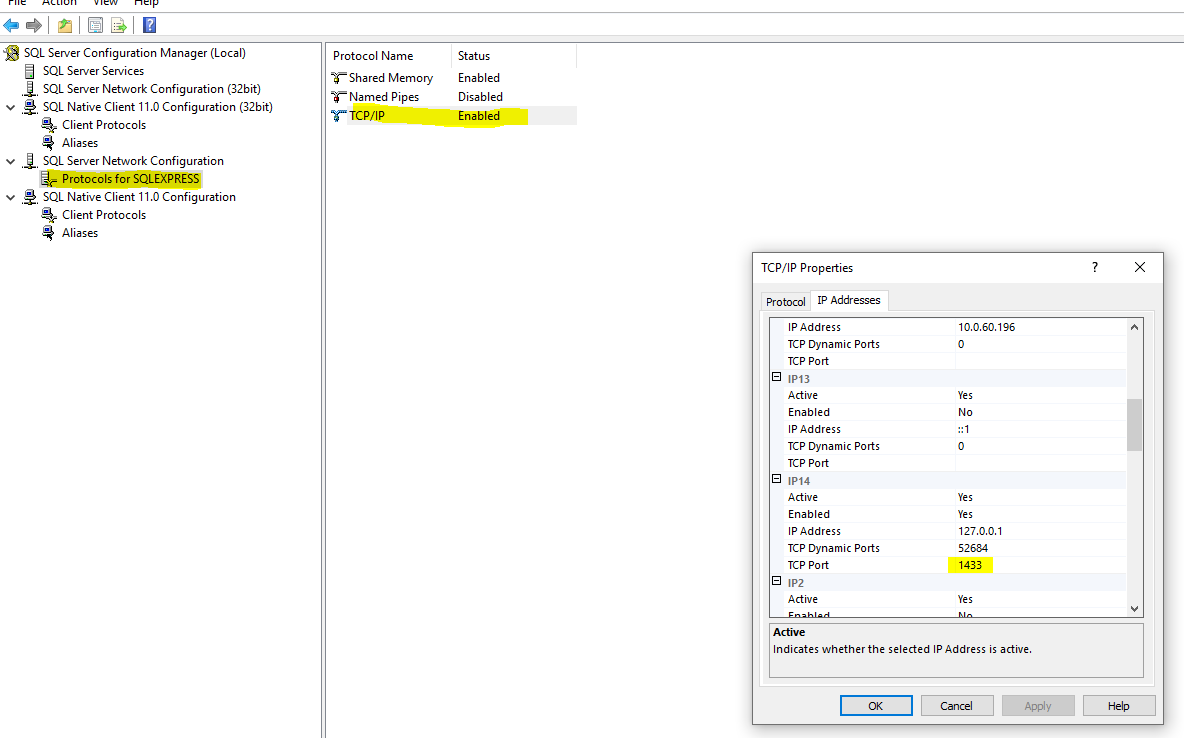 File Action View Help
SQL Server Configuration Manager (Local)
SQL Server Services
SQL Server Network Configuration (32bit)
SQL Native Client 11.0 Configuration (32bit)
Client Protocols
Aliases
SQL Server Network Configuration
Protocols for SQLEXPRESS
SQL Native Client 11.0 Configuration
Client Protocols
Aliases
Protocol Name Status
Shared Memory Enabled
Named Pipes Disabled
TCP/IP Enabled
TCP/IP Properties ?
Protocol IP Addresses
IP Address 10.0.60.196
TCP Dynamic Ports 0
TCP Port
IP13
Active Yes
Enabled No
IP Address ::1
TCP Dynamic Ports 0
TCP Port
IP14
Active Yes
Enabled Yes
IP Address 127.0.0.1
TCP Dynamic Ports 52684
TCP Port 1433
IP2
Active Yes
Enabled No
Active
Indicates whether the selected IP Address is active.
OK Cancel Apply Help